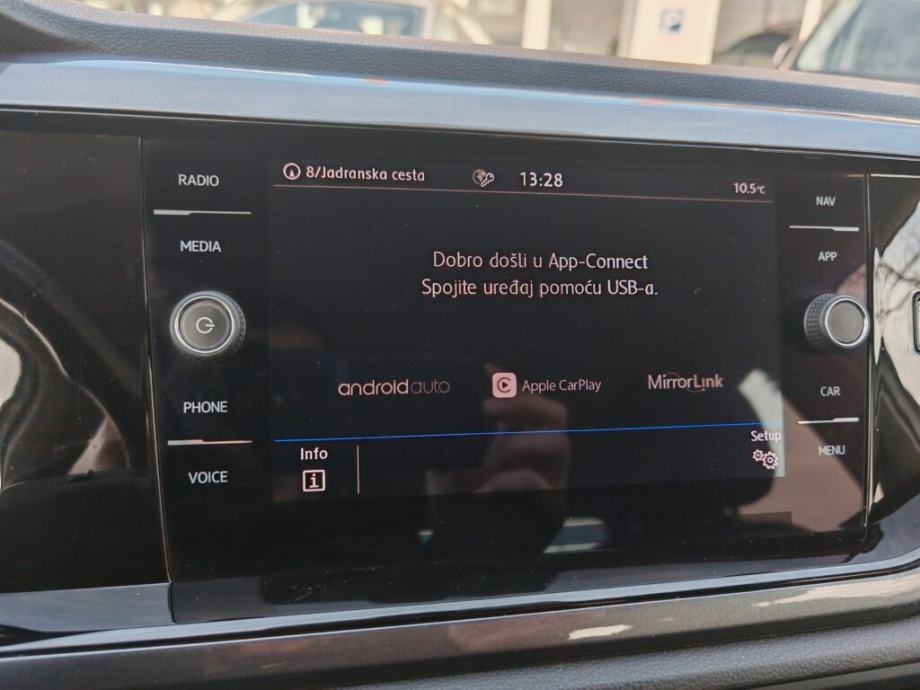 RADIO
MEDIA
PHONE
VOICE
8/Jadranska cesta
13:28
10.5°C
Dobro došli u App-Connect
Spojite uređaj pomoću USB-a.
androidauto
Apple CarPlay
MirrorLink
Info
Setup
NAV
APP
CAR
MENU